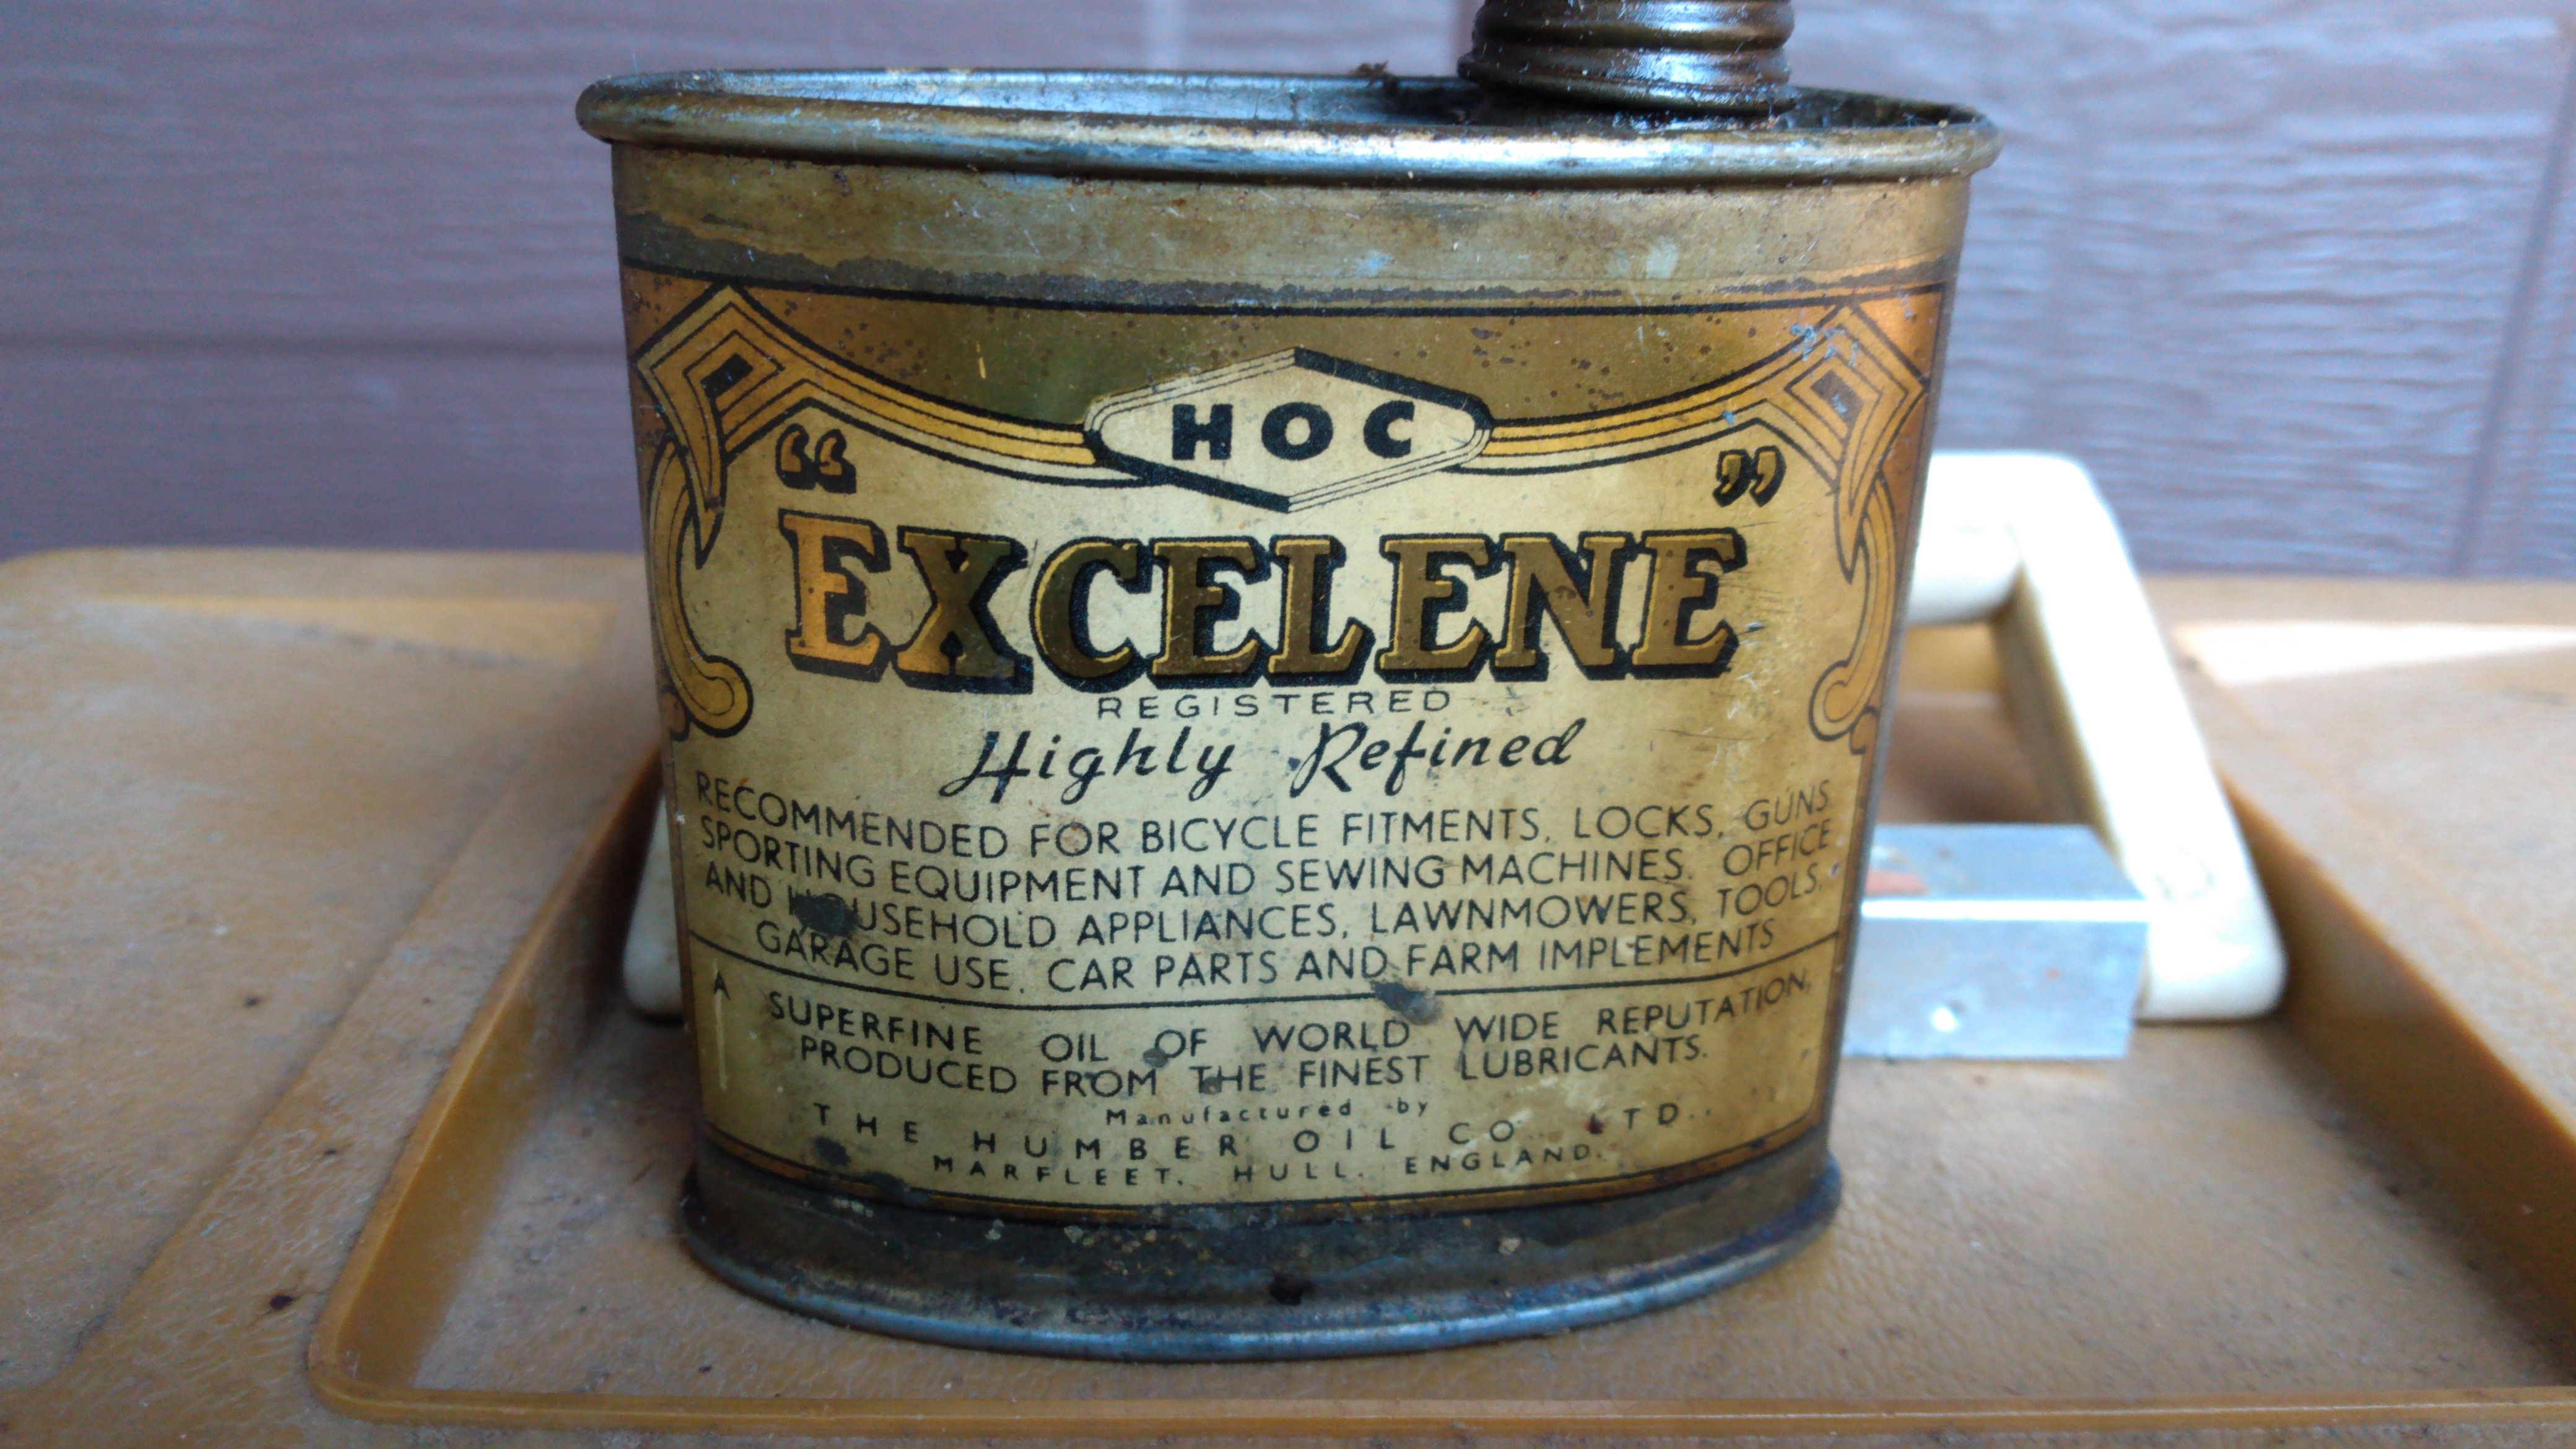 HOC
“EXCELENE”
REGISTERED
Highly Refined
RECOMMENDED FOR BICYCLE FITMENTS, LOCKS, GUNS
SPORTING EQUIPMENT AND SEWING MACHINES. OFFICE
AND HOUSEHOLD APPLIANCES, LAWNMOWERS, TOOLS,
GARAGE USE, CAR PARTS AND FARM IMPLEMENTS
A SUPERFINE OIL OF WORLD WIDE REPUTATION,
PRODUCED FROM THE FINEST LUBRICANTS.
Manufactured by
THE HUMBER OIL CO. LTD.,
MARFLEET, HULL, ENGLAND.